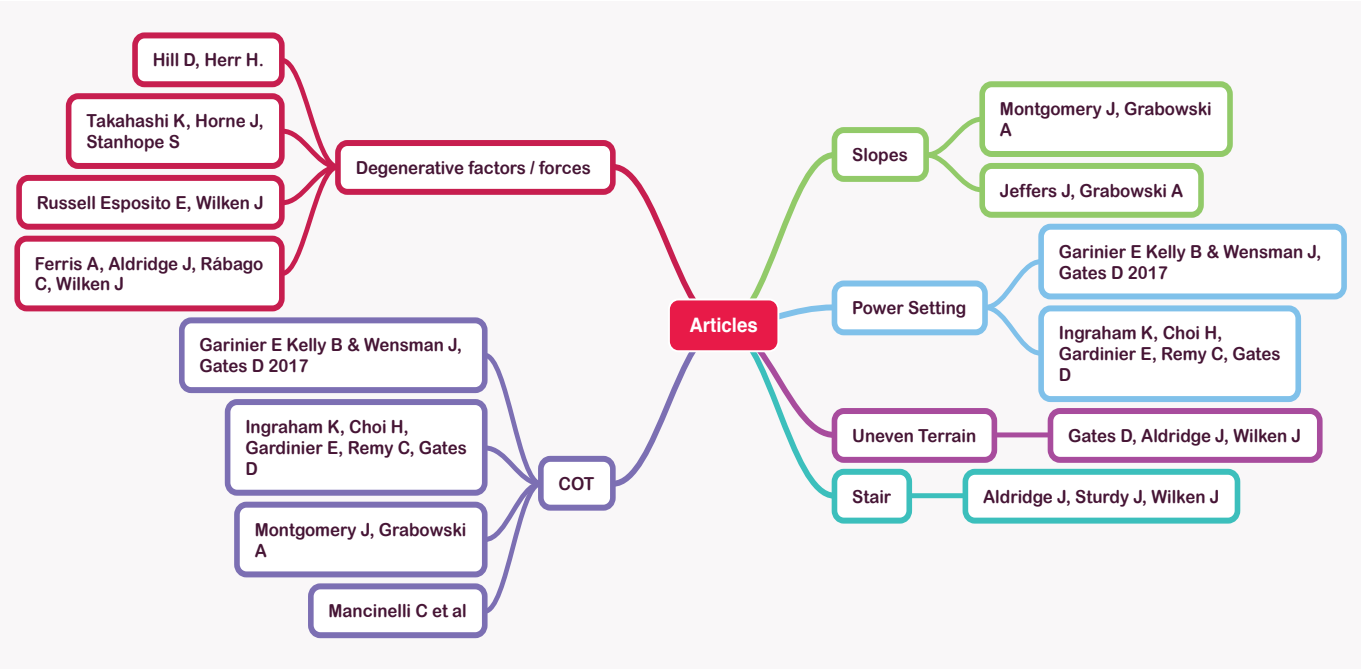 Articles
Degenerative factors / forces
Hill D, Herr H.
Takahashi K, Horne J,
Stanhope S
Russell Esposito E, Wilken J
Ferris A, Aldridge J, Rábago
C, Wilken J
COT
Garinier E Kelly B & Wensman J,
Gates D 2017
Ingraham K, Choi H,
Gardinier E, Remy C, Gates
D
Montgomery J, Grabowski
A
Mancinelli C et al
Slopes
Montgomery J, Grabowski
A
Jeffers J, Grabowski A
Power Setting
Garinier E Kelly B & Wensman J,
Gates D 2017
Ingraham K, Choi H,
Gardinier E, Remy C, Gates
D
Uneven Terrain
Gates D, Aldridge J, Wilken J
Stair
Aldridge J, Sturdy J, Wilken J